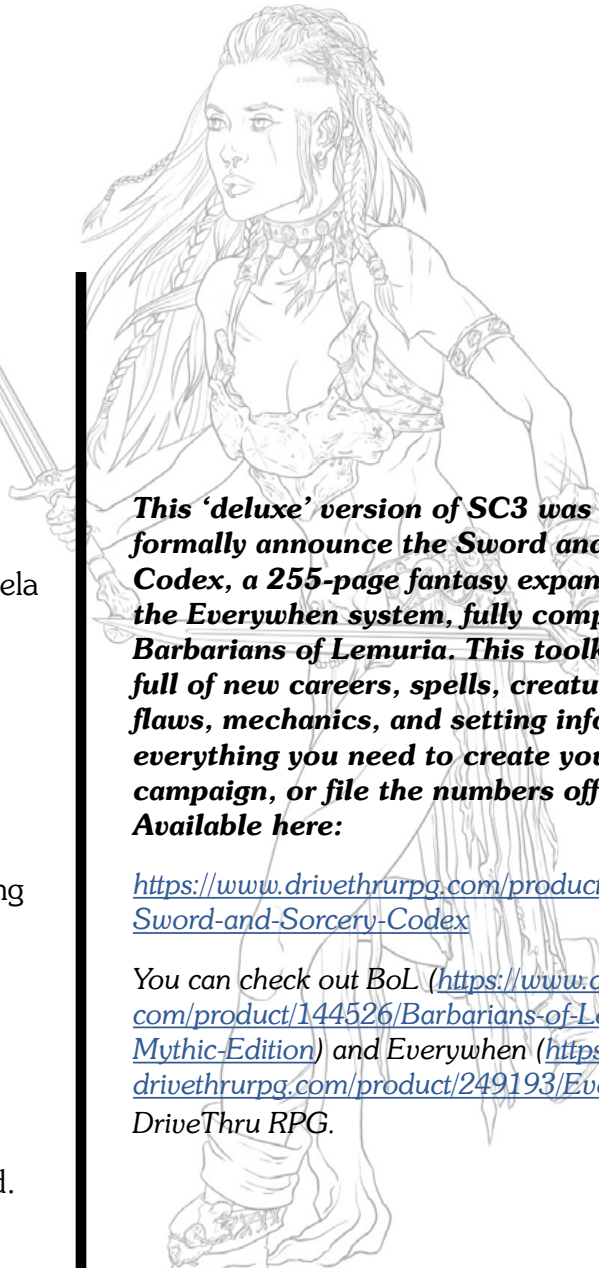 ela
ng
d.
This ‘deluxe’ version of SC3 was
formally announce the Sword and
Codex, a 255-page fantasy expan
the Everywhen system, fully comp
Barbarians of Lemuria. This toolk
full of new careers, spells, creatu
flaws, mechanics, and setting info
everything you need to create you
campaign, or file the numbers off
Available here:
https://www.drivethrurpg.com/product
Sword-and-Sorcery-Codex
You can check out BoL (https://www.d
com/product/144526/Barbarians-of-Le
Mythic-Edition) and Everywhen (https
drivethrurpg.com/product/249193/Eve
DriveThru RPG.